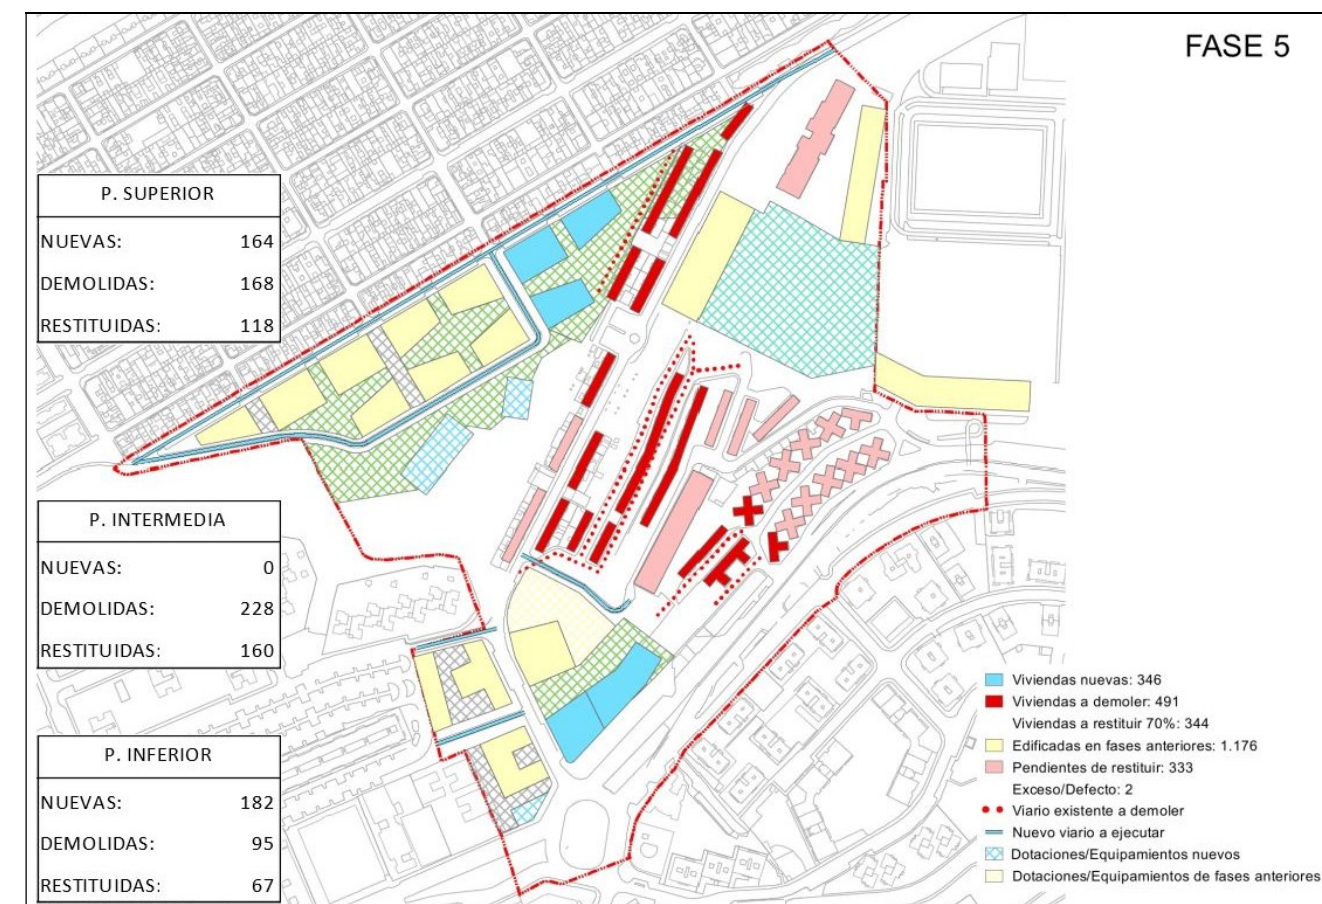 FASE 5
P. SUPERIOR
NUEVAS: 164
DEMOLIDAS: 168
RESTITUIDAS: 118
P. INTERMEDIA
NUEVAS: 0
DEMOLIDAS: 228
RESTITUIDAS: 160
P. INFERIOR
NUEVAS: 182
DEMOLIDAS: 95
RESTITUIDAS: 67
Viviendas nuevas: 346
Viviendas a demoler: 491
Viviendas a restituir 70%: 344
Edificadas en fases anteriores: 1.176
Pendientes de restituir: 333
Exceso/Defecto: 2
Viario existente a demoler
Nuevo viario a ejecutar
Dotaciones/Equipamientos nuevos
Dotaciones/Equipamientos de fases anteriores